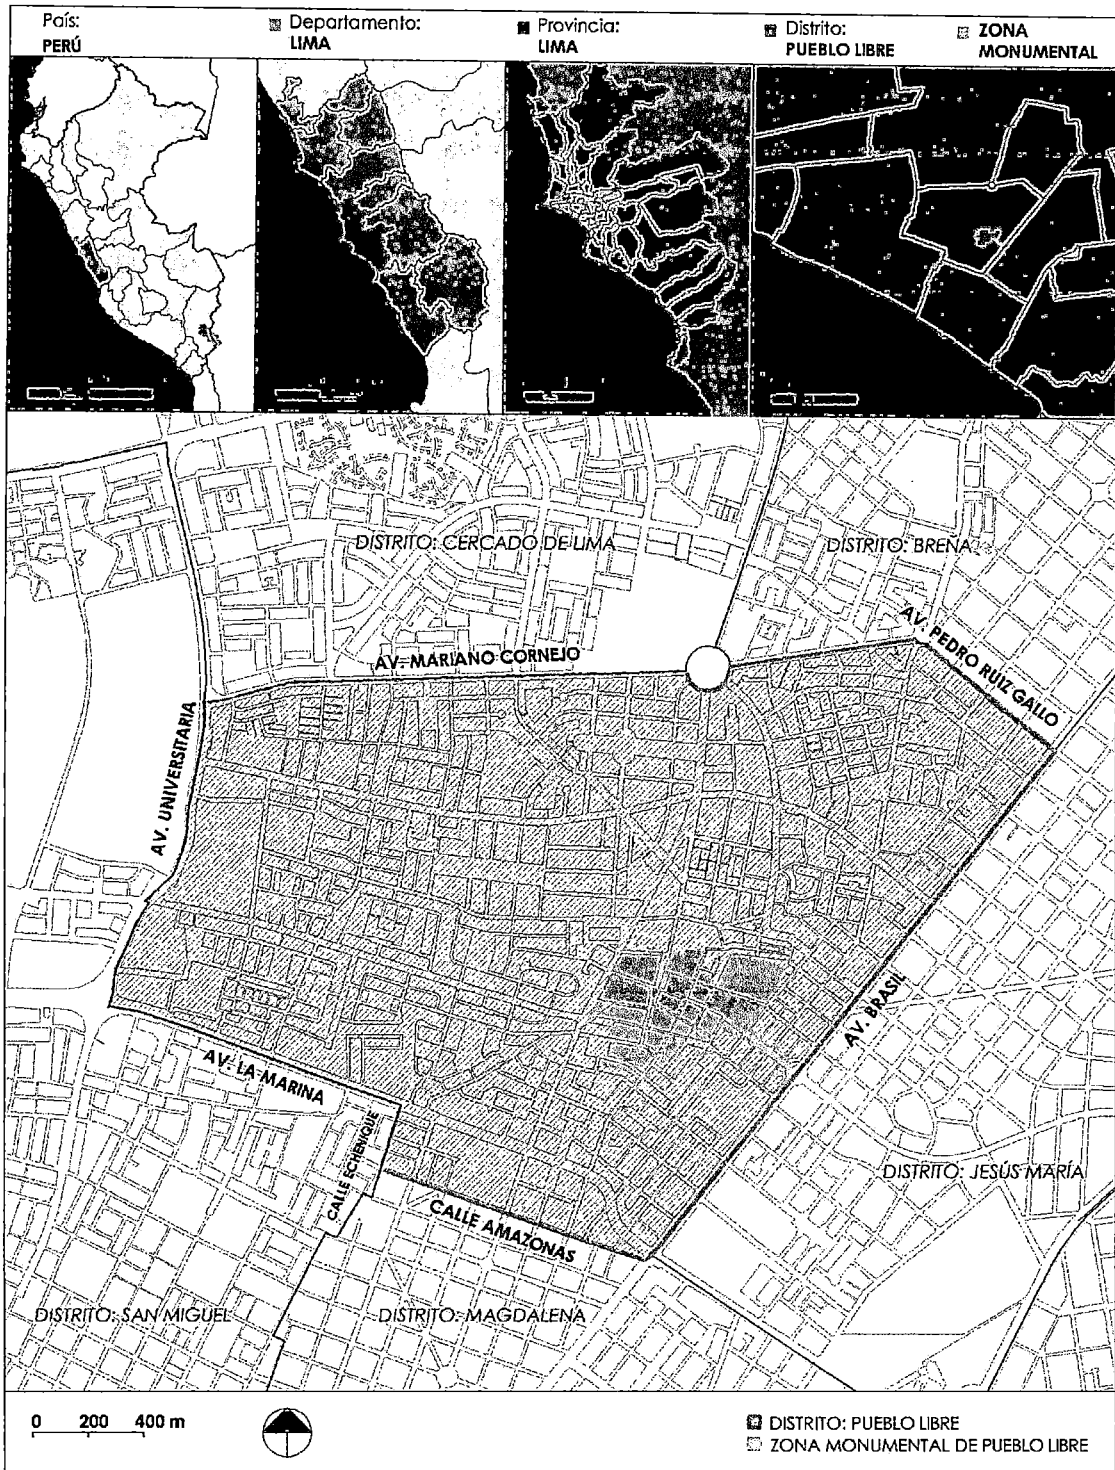 País:
PERÚ
Departamento:
LIMA
Provincia:
LIMA
Distrito:
PUEBLO LIBRE
ZONA
MONUMENTAL
DISTRITO: CERCADO DE LIMA
DISTRITO: BREÑA
AV. PEDRO RUIZ GALLO
AV. MARIANO CORNEJO
AV. UNIVERSITARIA
AV. BRASIL
AV. LA MARINA
CALLE ECHENIQUE
DISTRITO: JESÚS MARÍA
CALLE AMAZONAS
DISTRITO: SAN MIGUEL
DISTRITO: MAGDALENA
0 200 400 m
DISTRITO: PUEBLO LIBRE
ZONA MONUMENTAL DE PUEBLO LIBRE